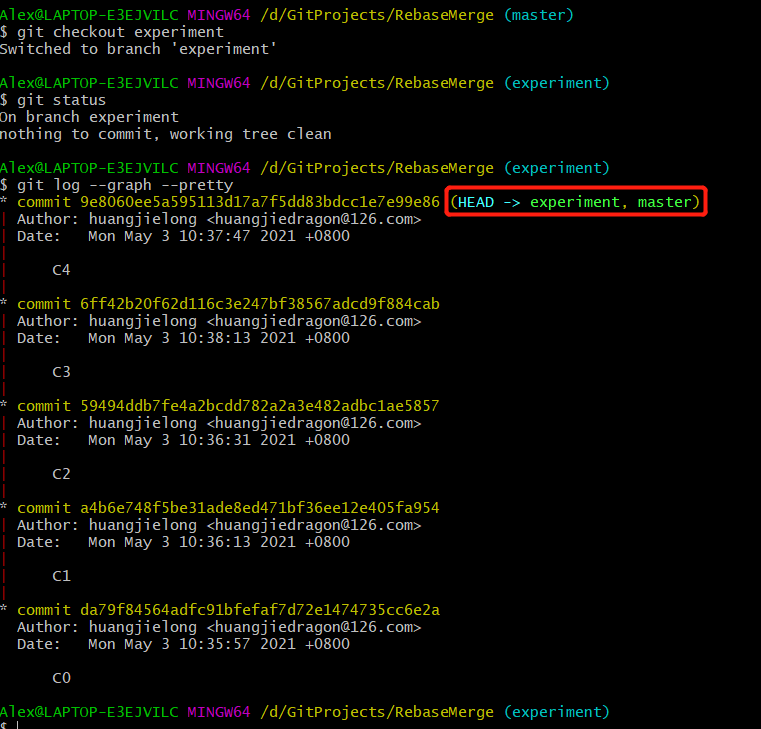 Alex@LAPTOP-E3EJVILC MINGW64 /d/GitProjects/RebaseMerge (master)
$ git checkout experiment
Switched to branch 'experiment'
Alex@LAPTOP-E3EJVILC MINGW64 /d/GitProjects/RebaseMerge (experiment)
$ git status
On branch experiment
nothing to commit, working tree clean
Alex@LAPTOP-E3EJVILC MINGW64 /d/GitProjects/RebaseMerge (experiment)
$ git log --graph --pretty
* commit 9e8060ee5a595113d17a7f5dd83bdcc1e7e99e86 (HEAD -> experiment, master)
| Author: huangjielong <huangjiedragon@126.com>
| Date:   Mon May 3 10:37:47 2021 +0800
|
|     C4
|
* commit 6ff42b20f62d116c3e247bf38567adcd9f884cab
| Author: huangjielong <huangjiedragon@126.com>
| Date:   Mon May 3 10:38:13 2021 +0800
|
|     C3
|
* commit 59494ddb7fe4a2bcdd782a2a3e482adbc1ae5857
| Author: huangjielong <huangjiedragon@126.com>
| Date:   Mon May 3 10:36:31 2021 +0800
|
|     C2
|
* commit a4b6e748f5be31ade8ed471bf36ee12e405fa954
| Author: huangjielong <huangjiedragon@126.com>
| Date:   Mon May 3 10:36:13 2021 +0800
|
|     C1
|
* commit da79f84564adfc91bfefaf7d72e1474735cc6e2a
  Author: huangjielong <huangjiedragon@126.com>
  Date:   Mon May 3 10:35:57 2021 +0800
      C0
Alex@LAPTOP-E3EJVILC MINGW64 /d/GitProjects/RebaseMerge (experiment)
$